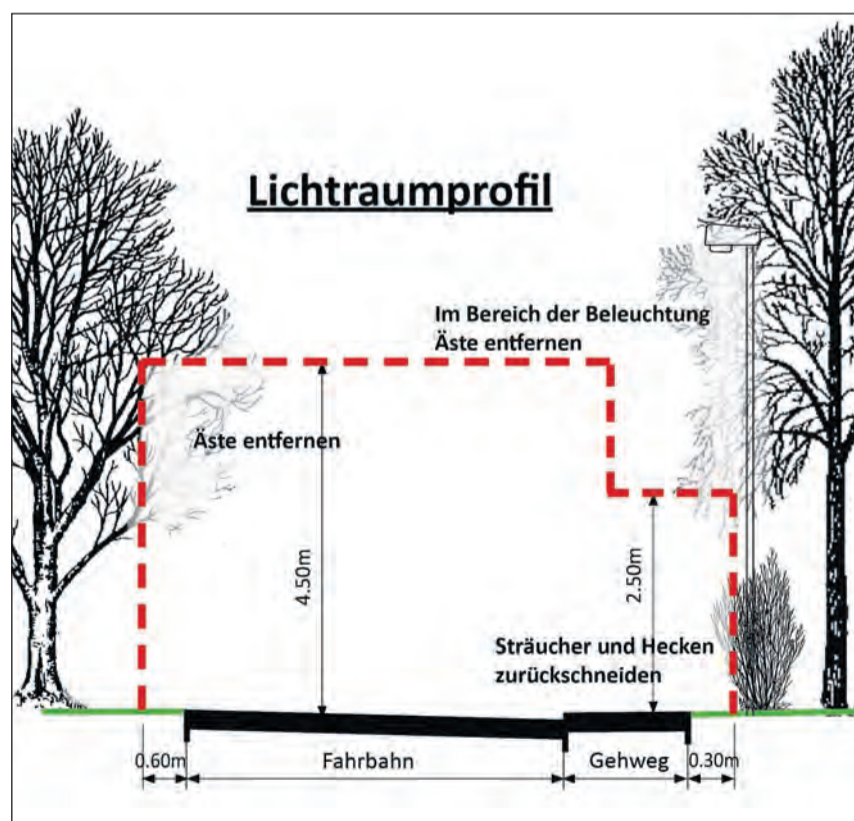 Lichtraumprofil
Im Bereich der Beleuchtung
Äste entfernen
Äste entfernen
4.50m
2.50m
Sträucher und Hecken
zurückschneiden
0.60m
Fahrbahn
Gehweg
0.30m